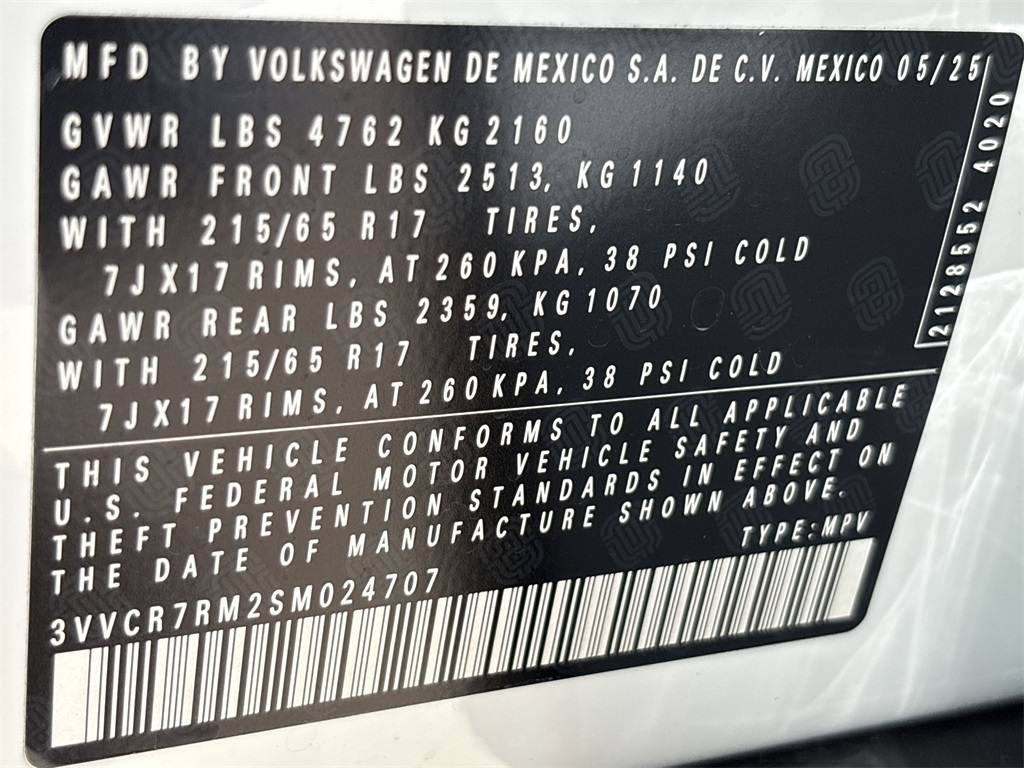 MFD BY VOLKSWAGEN DE MEXICO S.A. DE C.V. MEXICO 05/25
GVWR LBS 4762 KG 2160
GAWR FRONT LBS 2513, KG 1140
WITH 215/65 R17 TIRES,
7JX17 RIMS, AT 260KPA, 38 PSI COLD
GAWR REAR LBS 2359, KG 1070
WITH 215/65 R17 TIRES,
7JX17 RIMS, AT 260KPA, 38 PSI COLD
2128552 4020
THIS VEHICLE CONFORMS TO ALL APPLICABLE
U.S. FEDERAL MOTOR VEHICLE SAFETY AND
THEFT PREVENTION STANDARDS IN EFFECT ON
THE DATE OF MANUFACTURE SHOWN ABOVE.
TYPE:MPV
3VVCR7RM2SM024707